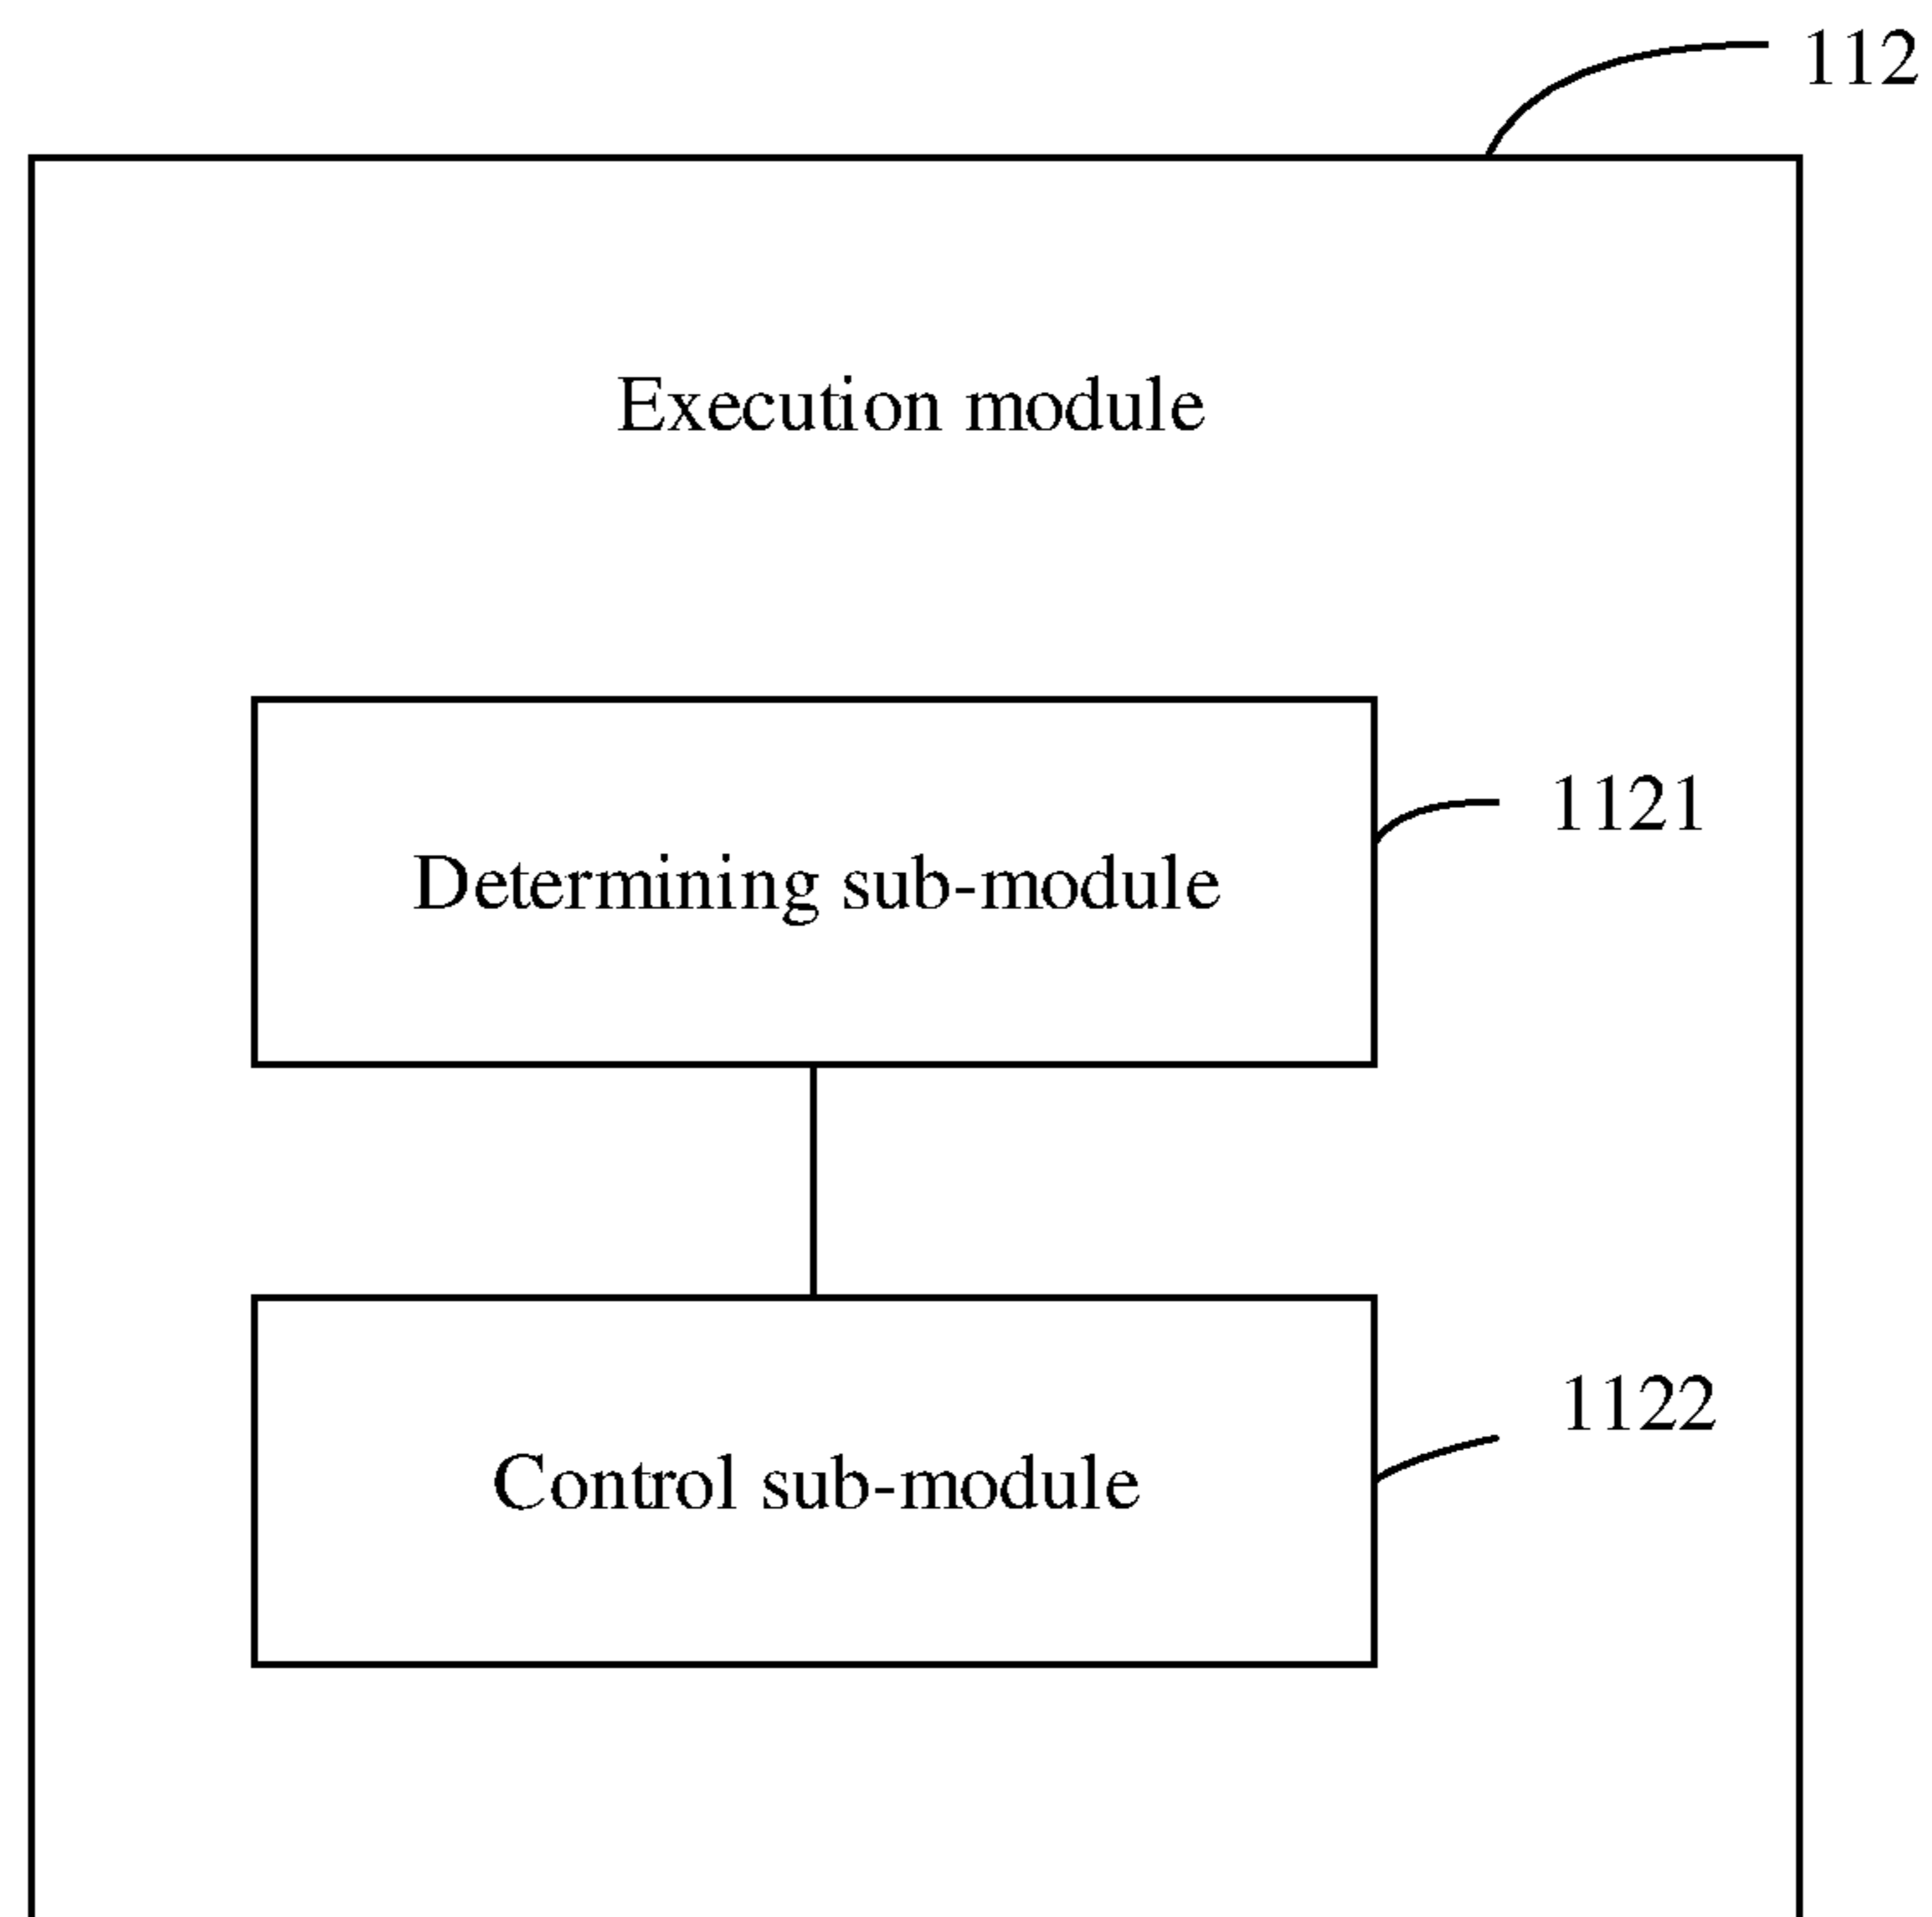 112
Execution module
1121
Determining sub-module
1122
Control sub-module